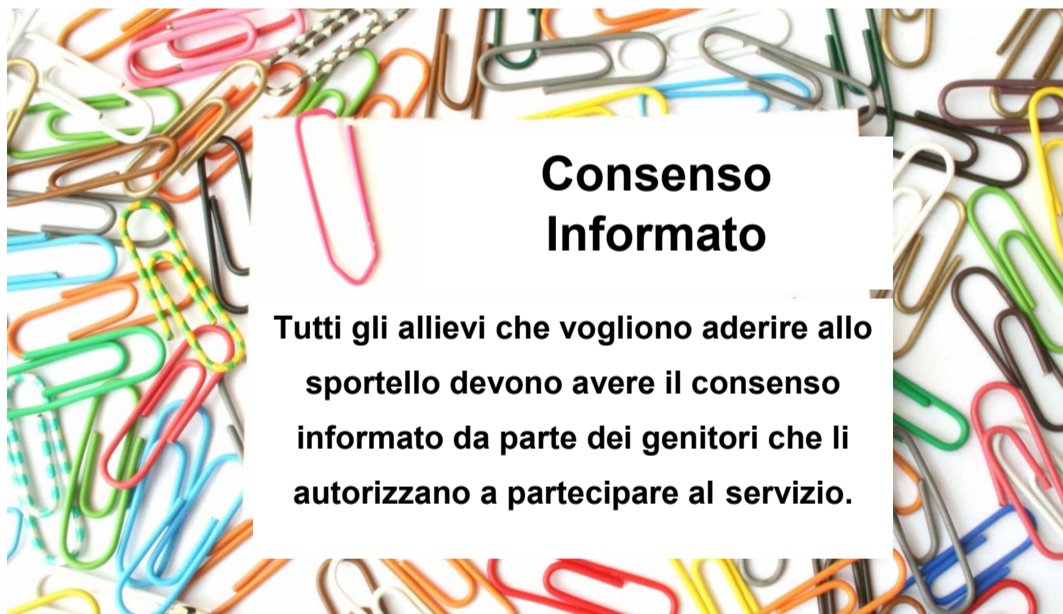 Consenso
Informato
Tutti gli allievi che vogliono aderire allo
sportello devono avere il consenso
informato da parte dei genitori che li
autorizzano a partecipare al servizio.